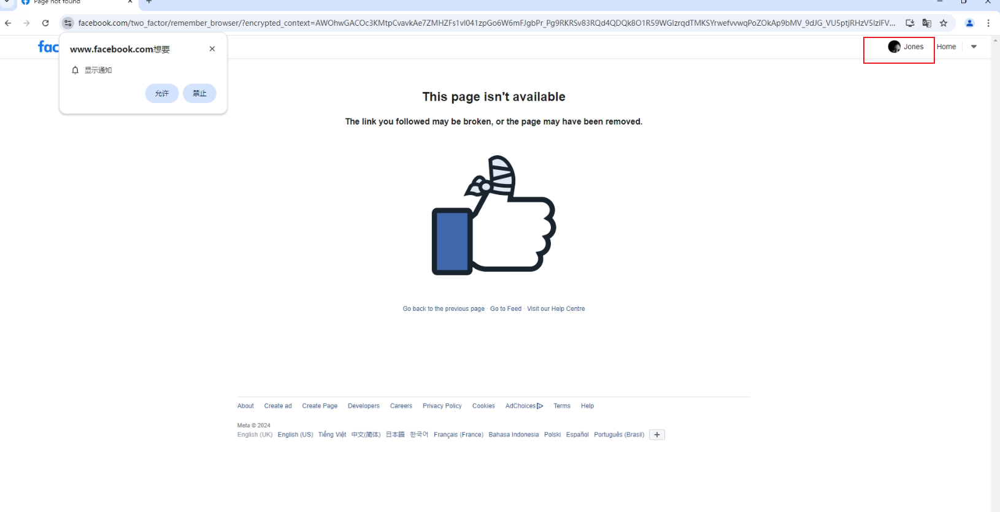 Page not found
facebook.com/two_factor/remember_browser/?encrypted_context=AWOhwGACOc3KMtpCvavkAe7ZMHZFs1vl041zpGo6W6mFJgbPr_Pg9RKRSv83RQd4QDQk8O1R59WGlzrqdTMKSYrwefvvwqPoZOkAp9bMV_9dJG_VU5ptjRHzV5IziFV...
fac
www.facebook.com想要
显示通知
允许 禁止
Jones Home
This page isn't available
The link you followed may be broken, or the page may have been removed.
Go back to the previous page · Go to Feed · Visit our Help Centre
About Create ad Create Page Developers Careers Privacy Policy Cookies AdChoices Terms Help
Meta © 2024
English (UK) English (US) Tiếng Việt 中文(简体) 日本語 한국어 Français (France) Bahasa Indonesia Polski Español Português (Brasil)